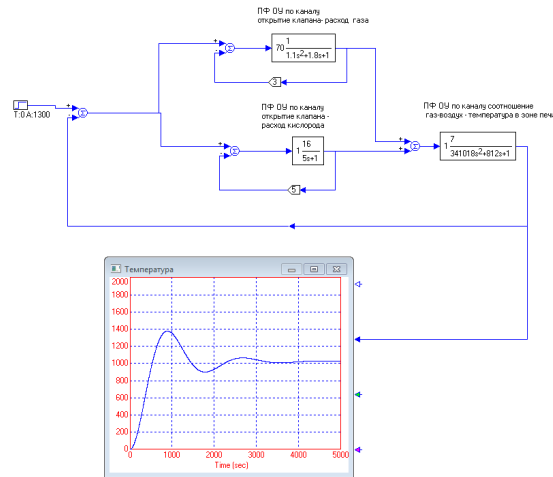 ПФ ОУ по каналу
открытие клапана- расход  газа
70
1
1.1s²+1.8s+1
3
ПФ ОУ по каналу
открытие клапана -
расход кислорода
T:0 A:1300
1
16
5s+1
5
ПФ ОУ по каналу соотношение
газ-воздух - температура в зоне печи
1
7
341018s²+812s+1
Температура
2000
1800
1600
1400
1200
1000
800
600
400
200
0
0 1000 2000 3000 4000 5000
Time (sec)